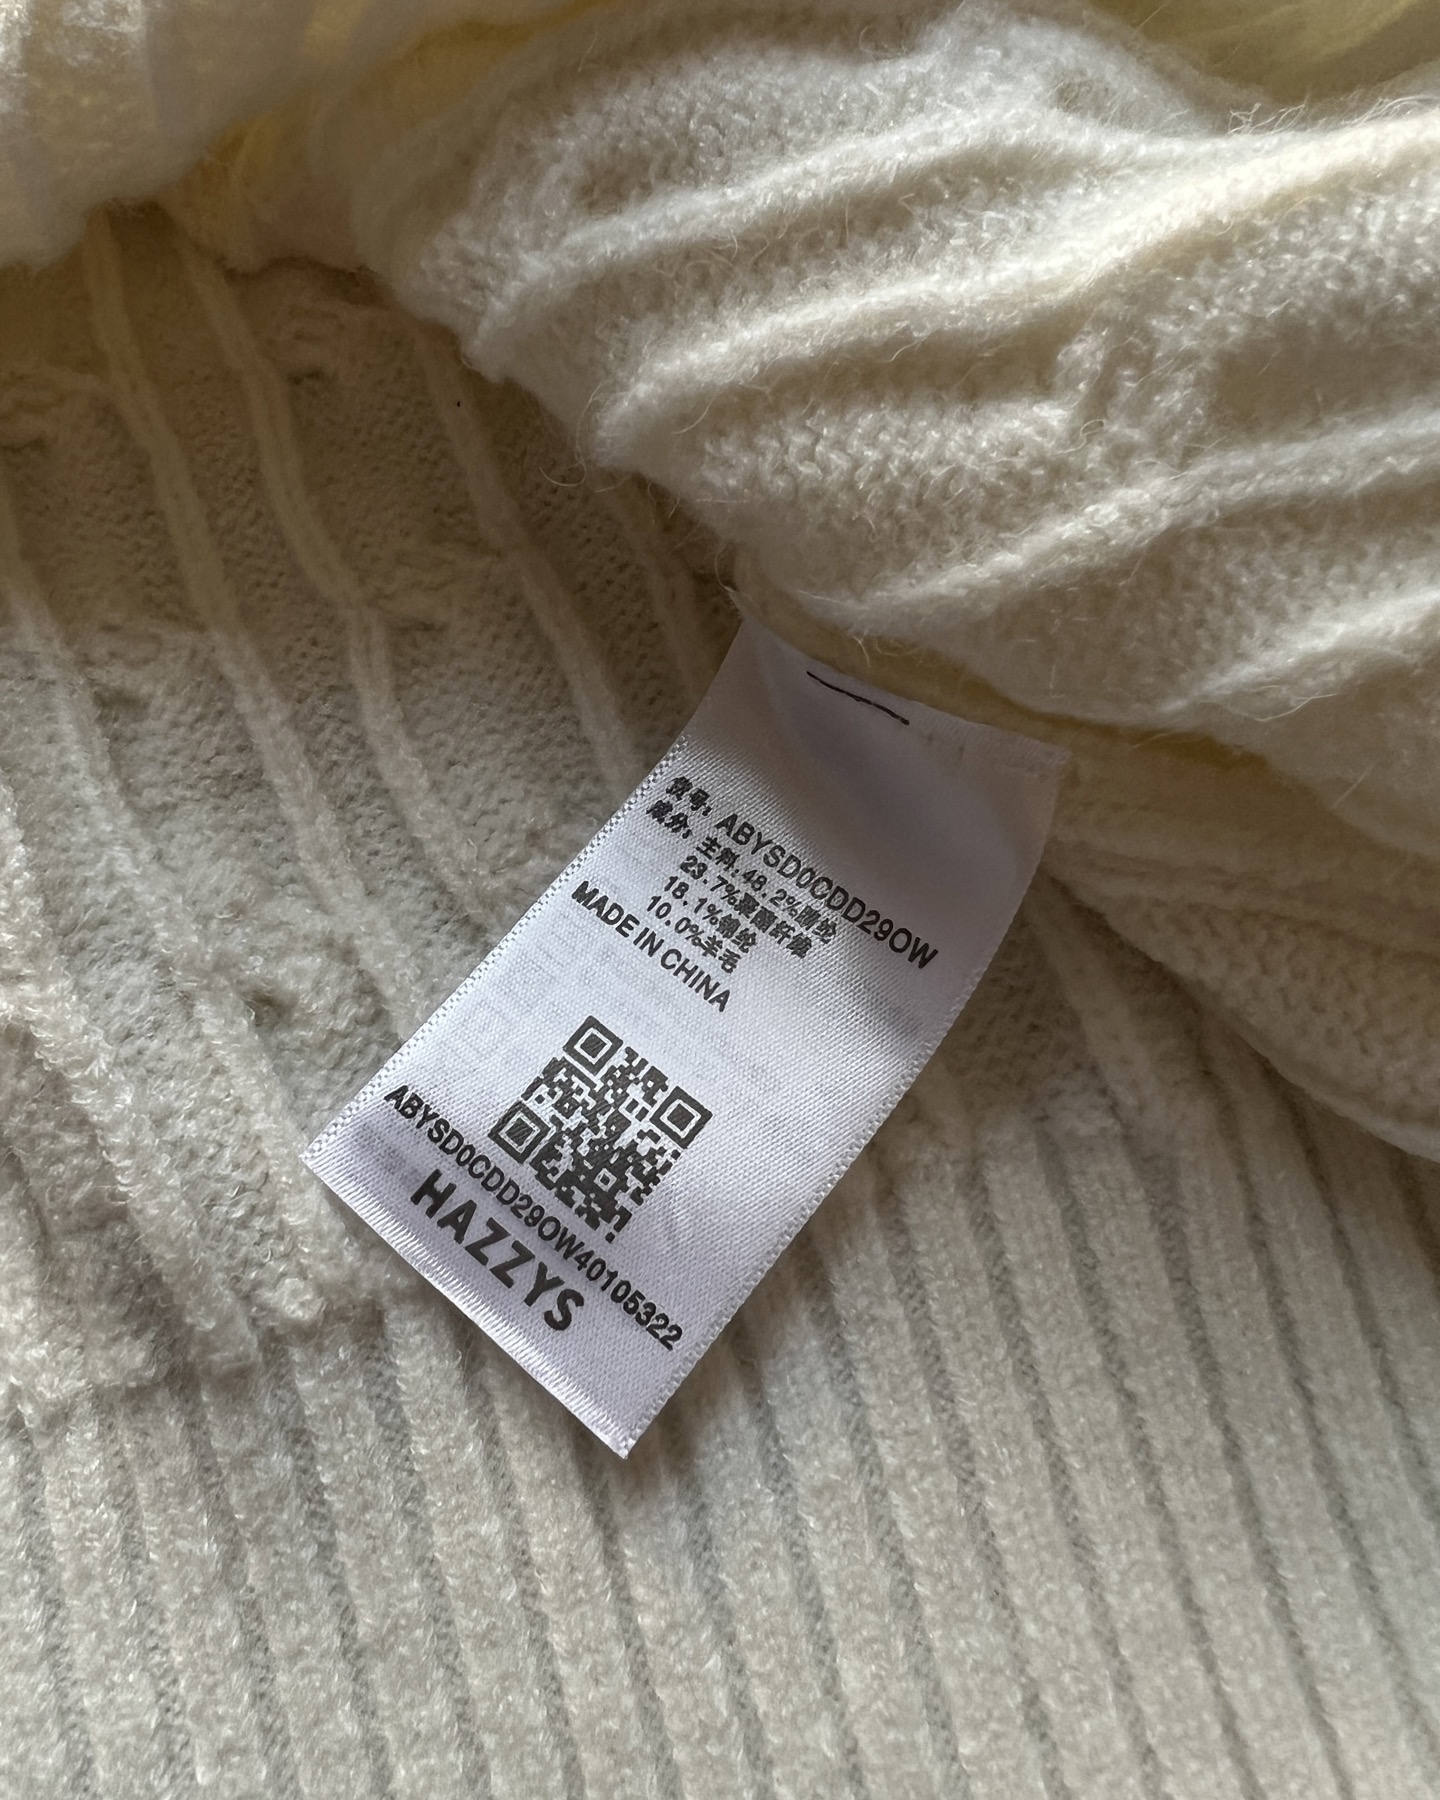 货号: ABYSD0CDD29OW
成分: 主料:48.2%腈纶
23.7%聚酯纤维
18.1%锦纶
10.0%羊毛
MADE IN CHINA
ABYSD0CDD29OW40105322
HAZZYS